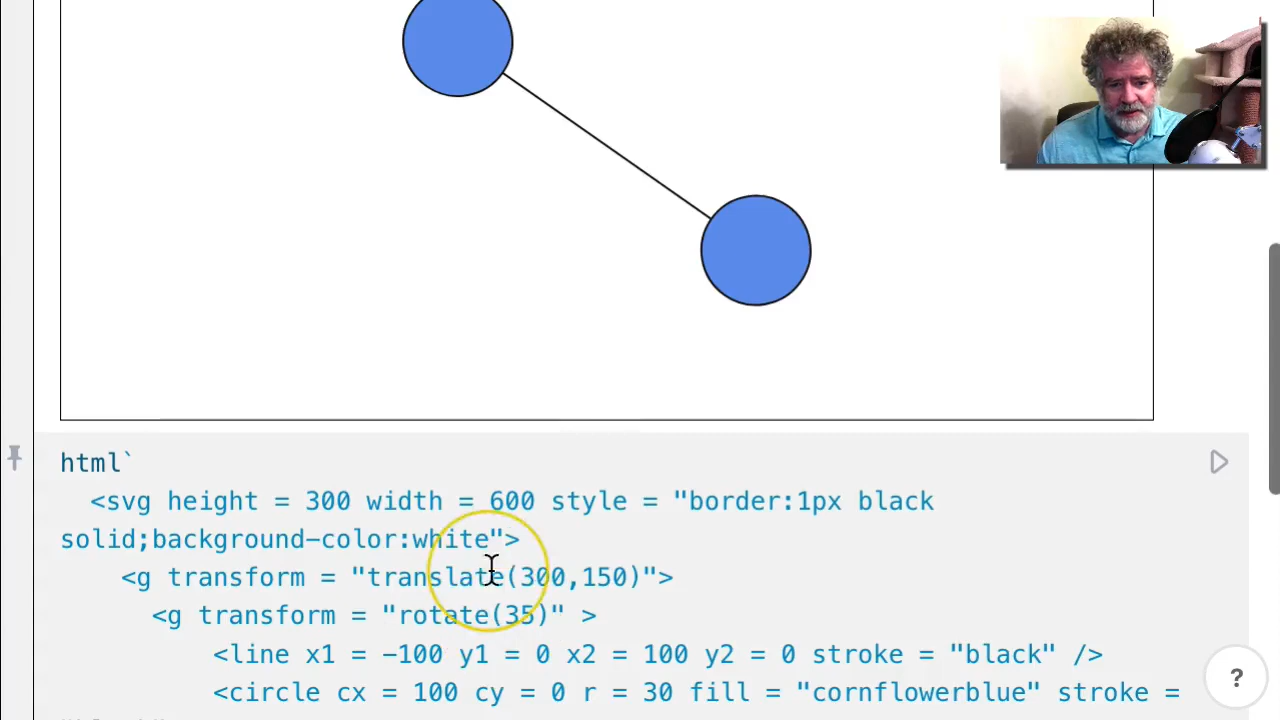 html`
<svg height = 300 width = 600 style = "border:1px black
solid;background-color:white">
<g transform = "translate(300,150)">
<g transform = "rotate(35)" >
<line x1 = -100 y1 = 0 x2 = 100 y2 = 0 stroke = "black" />
<circle cx = 100 cy = 0 r = 30 fill = "cornflowerblue" stroke =
?